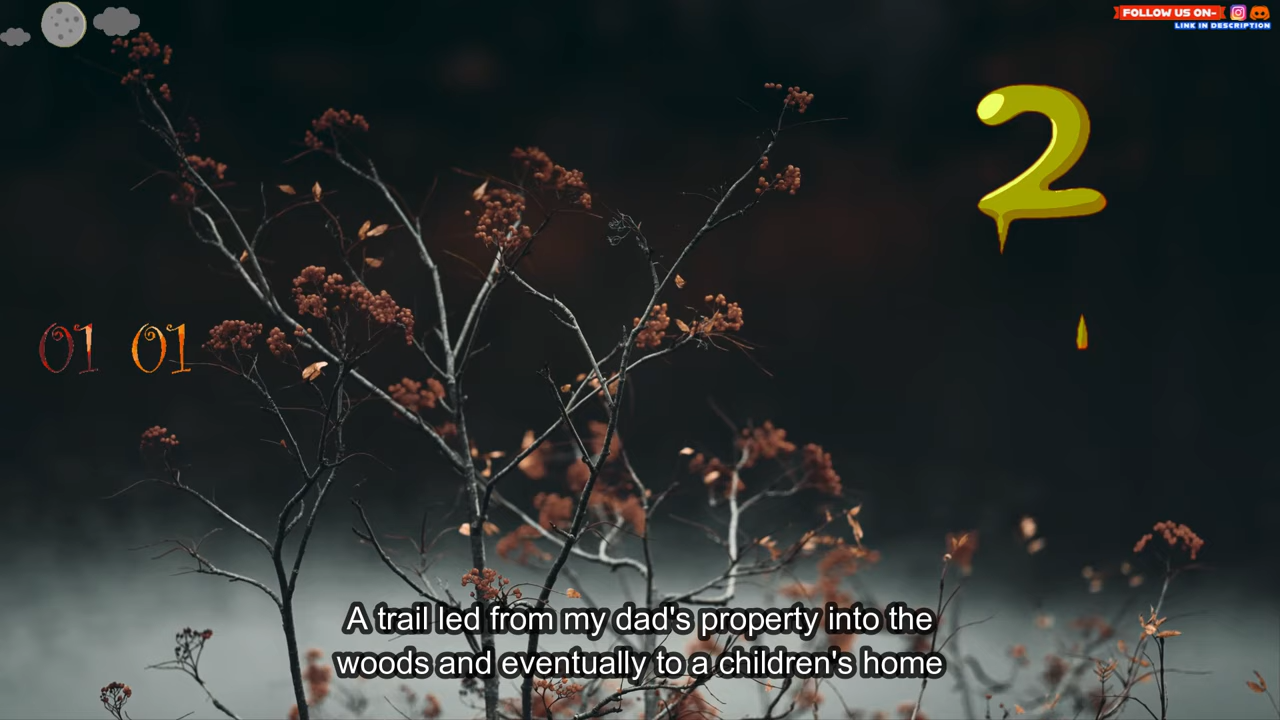 FOLLOW US ON-
LINK IN DESCRIPTION
2
01 01
A trail led from my dad's property into the
woods and eventually to a children's home